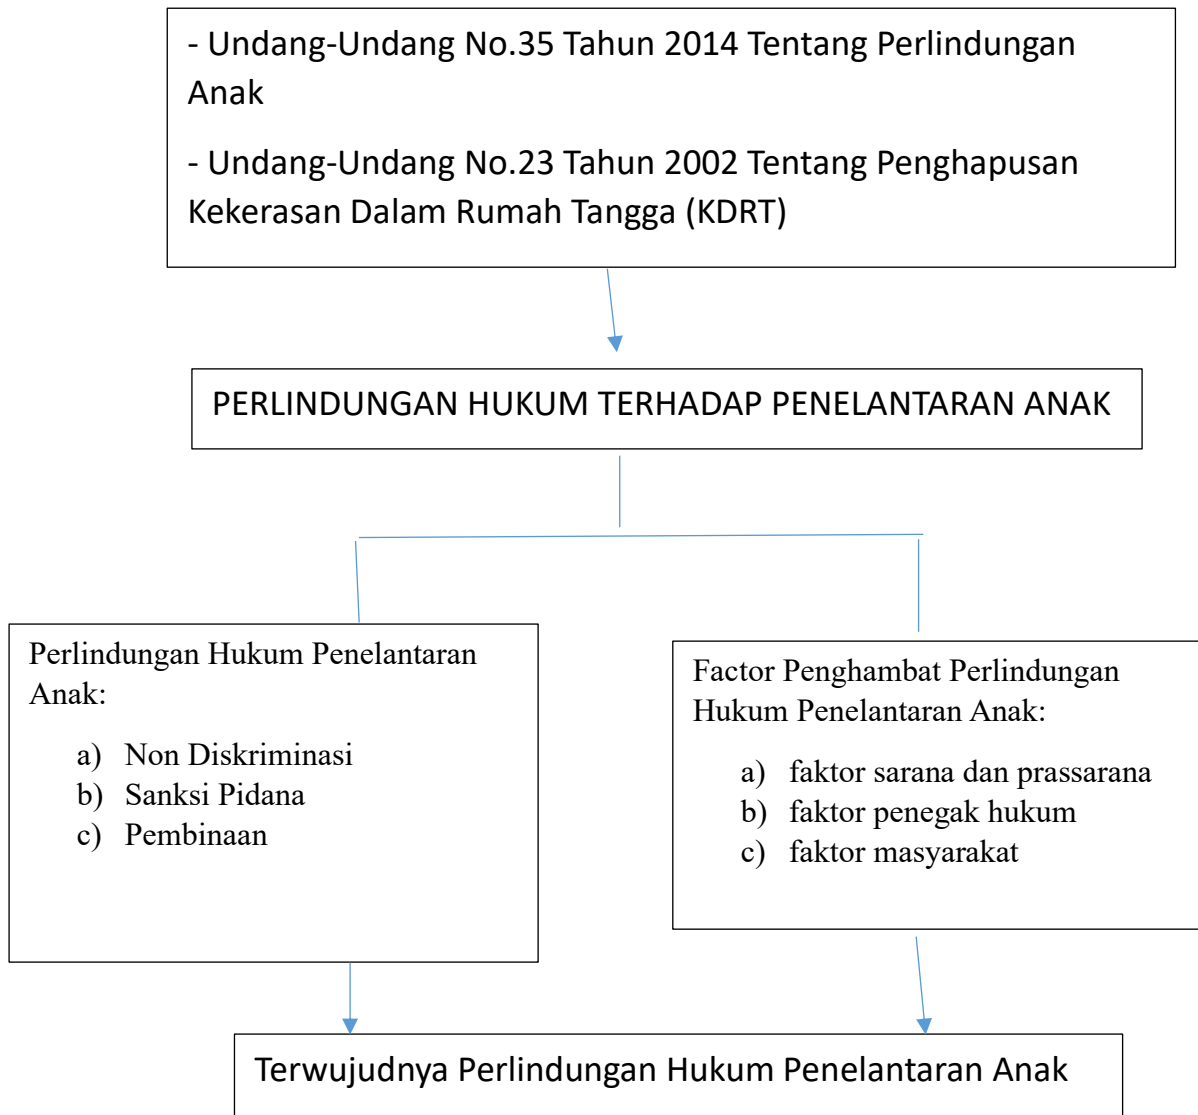 - Undang-Undang No.35 Tahun 2014 Tentang Perlindungan
Anak
- Undang-Undang No.23 Tahun 2002 Tentang Penghapusan
Kekerasan Dalam Rumah Tangga (KDRT)
PERLINDUNGAN HUKUM TERHADAP PENELANTARAN ANAK
Perlindungan Hukum Penelantaran
Anak:
a) Non Diskriminasi
b) Sanksi Pidana
c) Pembinaan
Factor Penghambat Perlindungan
Hukum Penelantaran Anak:
a) faktor sarana dan prassarana
b) faktor penegak hukum
c) faktor masyarakat
Terwujudnya Perlindungan Hukum Penelantaran Anak